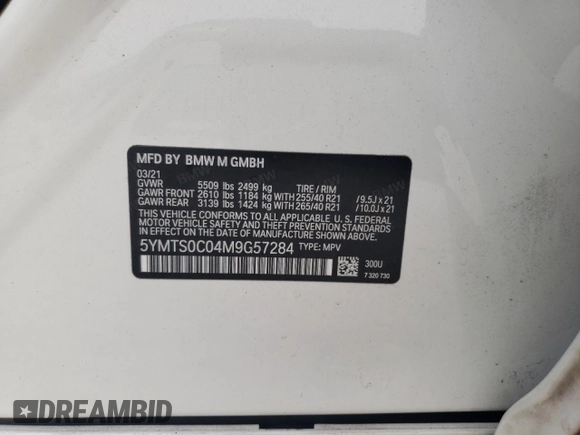 MFD BY BMW M GMBH
03/21
GVWR 5509 lbs 2499 kg TIRE / RIM
GAWR FRONT 2610 lbs 1184 kg WITH 255/40 R21 / 9.5J x 21
GAWR REAR 3139 lbs 1424 kg WITH 265/40 R21 / 10.0J x 21
THIS VEHICLE CONFORMS TO ALL APPLICABLE U.S. FEDERAL
MOTOR VEHICLE SAFETY, BUMPER, AND THEFT PREVENTION
STANDARDS IN EFFECT ON THE DATE OF MANUFACTURE SHOWN ABOVE.
5YMTS0C04M9G57284 TYPE: MPV
300U
7 320 730
DREAMBID